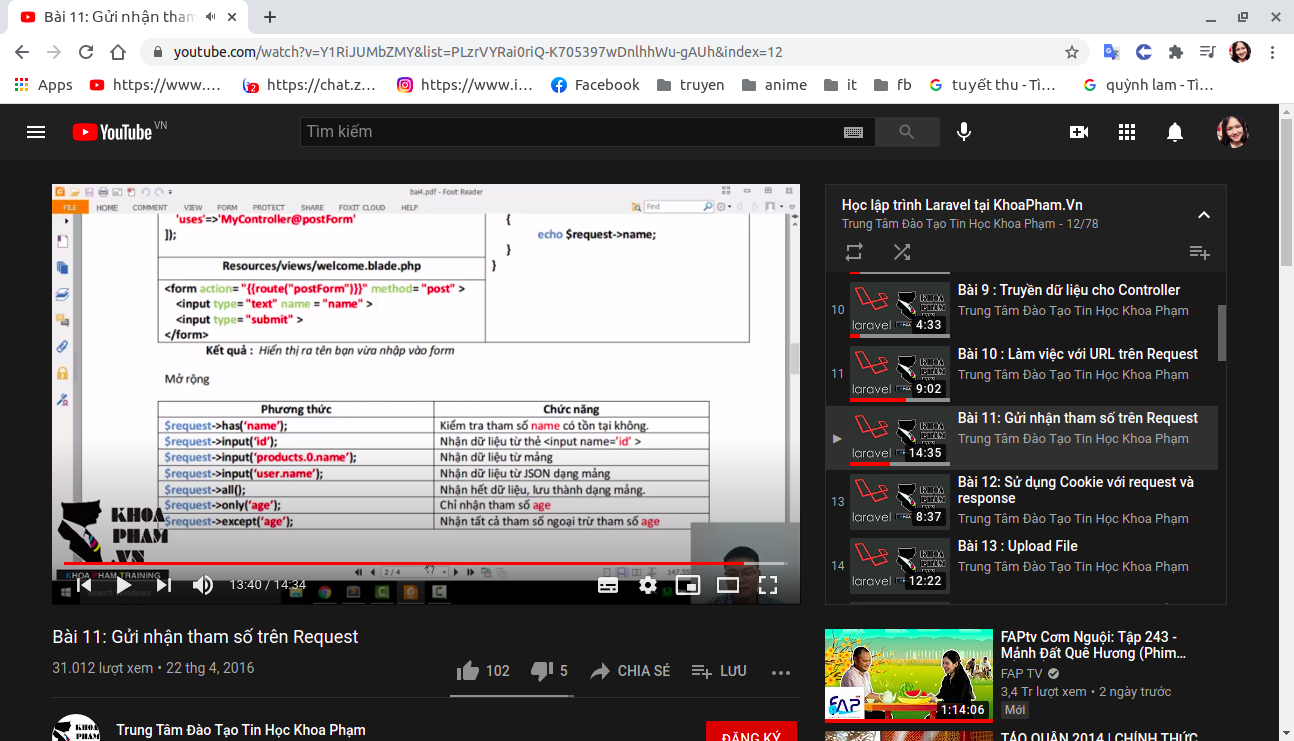 Bài 11: Gửi nhận tham
youtube.com/watch?v=Y1RiJUMbZMY&list=PLzrVYRai0riQ-K705397wDnlhhWu-gAUh&index=12
Apps
https://www....
https://chat.z...
https://www.i...
Facebook
truyen
anime
it
fb
tuyết thu - Tì...
quỳnh lam - Tì...
YouTube VN
Tìm kiếm
bai4.pdf - Foxit Reader
FILE HOME COMMENT VIEW FORM PROTECT SHARE FOXIT CLOUD HELP
Find
'uses'=>'MyController@postForm'
]);
Resources/views/welcome.blade.php
<form action= "{{route("postForm")}}" method= "post" >
<input type= "text" name = "name" >
<input type= "submit" >
</form>
{
echo $request->name;
}
}
Kết quả : Hiển thị ra tên bạn vừa nhập vào form
Mở rộng
Phương thức Chức năng
$request->has('name'); Kiểm tra tham số name có tồn tại không.
$request->input('id'); Nhận dữ liệu từ thẻ <input name='id' >
$request->input('products.0.name'); Nhận dữ liệu từ mảng
$request->input('user.name'); Nhận dữ liệu từ JSON dạng mảng
$request->all(); Nhận hết dữ liệu, lưu thành dạng mảng.
$request->only('age'); Chỉ nhận tham số age
$request->except('age'); Nhận tất cả tham số ngoại trừ tham số age
KHOA
PHAM
.VN
KHOA PHAM TRAINING
2 / 4
13:40 / 14:34
Bài 11: Gửi nhận tham số trên Request
31.012 lượt xem • 22 thg 4, 2016
102
5
CHIA SẺ
LƯU
Trung Tâm Đào Tạo Tin Học Khoa Phạm
ĐĂNG KÝ
Học lập trình Laravel tại KhoaPham.Vn
Trung Tâm Đào Tạo Tin Học Khoa Phạm - 12/78
10
laravel
4:33
Bài 9 : Truyền dữ liệu cho Controller
Trung Tâm Đào Tạo Tin Học Khoa Phạm
11
laravel
9:02
Bài 10 : Làm việc với URL trên Request
Trung Tâm Đào Tạo Tin Học Khoa Phạm
laravel
14:35
Bài 11: Gửi nhận tham số trên Request
Trung Tâm Đào Tạo Tin Học Khoa Phạm
13
laravel
8:37
Bài 12: Sử dụng Cookie với request và
response
Trung Tâm Đào Tạo Tin Học Khoa Phạm
14
laravel
12:22
Bài 13 : Upload File
Trung Tâm Đào Tạo Tin Học Khoa Phạm
FAP
1:14:06
FAPtv Cơm Nguội: Tập 243 -
Mảnh Đất Quê Hương (Phim...
FAP TV
3,4 Tr lượt xem • 2 ngày trước
Mới
TÁO QUÂN 2014 | CHÍNH THỨC